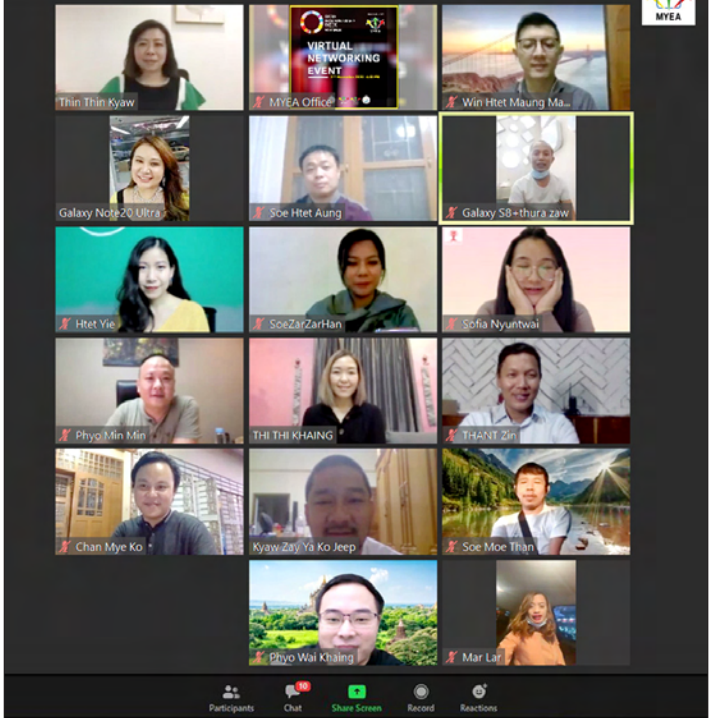 MYEA
VIRTUAL
NETWORKING
EVENT
Thin Thin Kyaw
MYEA Office
Win Htet Maung Ma...
Galaxy Note20 Ultra
Soe Htet Aung
Galaxy S8+thura zaw
Htet Yie
SoeZarZarHan
Sofia Nyuntwai
Phyo Min Min
THI THI KHAING
THANT Zin
Chan Mye Ko
Kyaw Zay Ya Ko Jeep
Soe Moe Than
Phyo Wai Khaing
Mar Lar
10
Participants
Chat
Share Screen
Record
Reactions